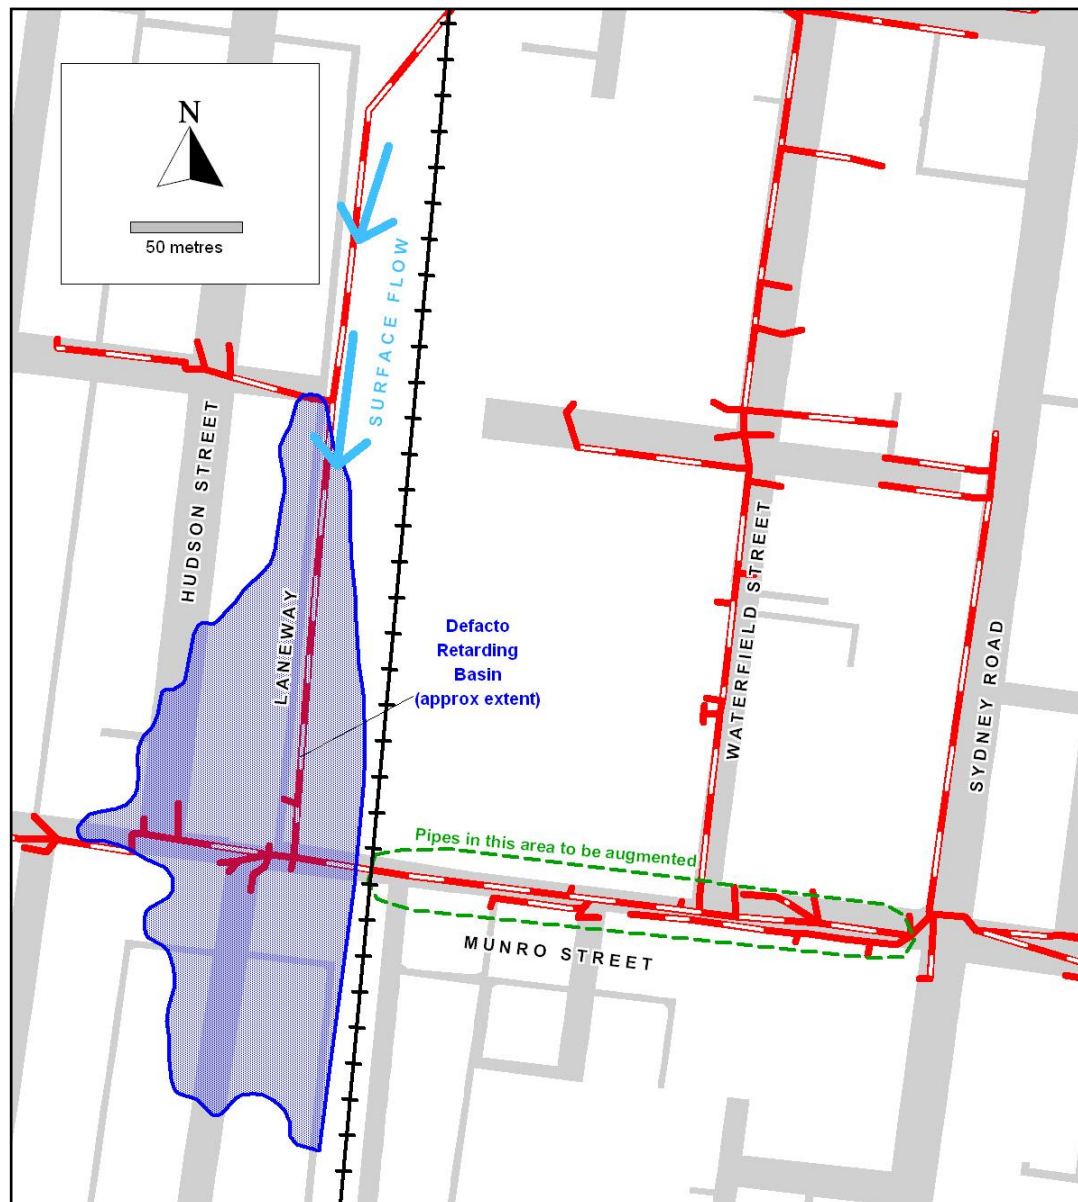 N
50 metres
SURFACE FLOW
HUDSON STREET
LANEWAY
Defacto
Retarding
Basin
(approx extent)
WATERFIELD STREET
SYDNEY ROAD
Pipes in this area to be augmented
MUNRO STREET